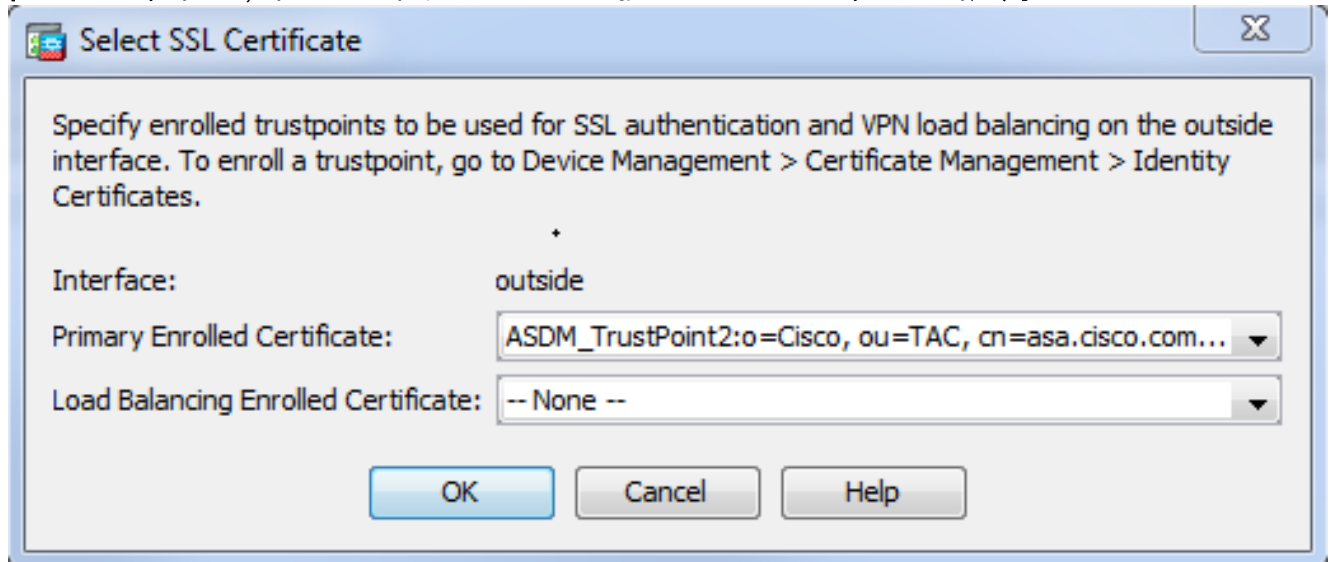 Select SSL Certificate
Specify enrolled trustpoints to be used for SSL authentication and VPN load balancing on the outside
interface. To enroll a trustpoint, go to Device Management > Certificate Management > Identity
Certificates.
Interface: outside
Primary Enrolled Certificate: ASDM_TrustPoint2:o=Cisco, ou=TAC, cn=asa.cisco.com...
Load Balancing Enrolled Certificate: -- None --
OK Cancel Help